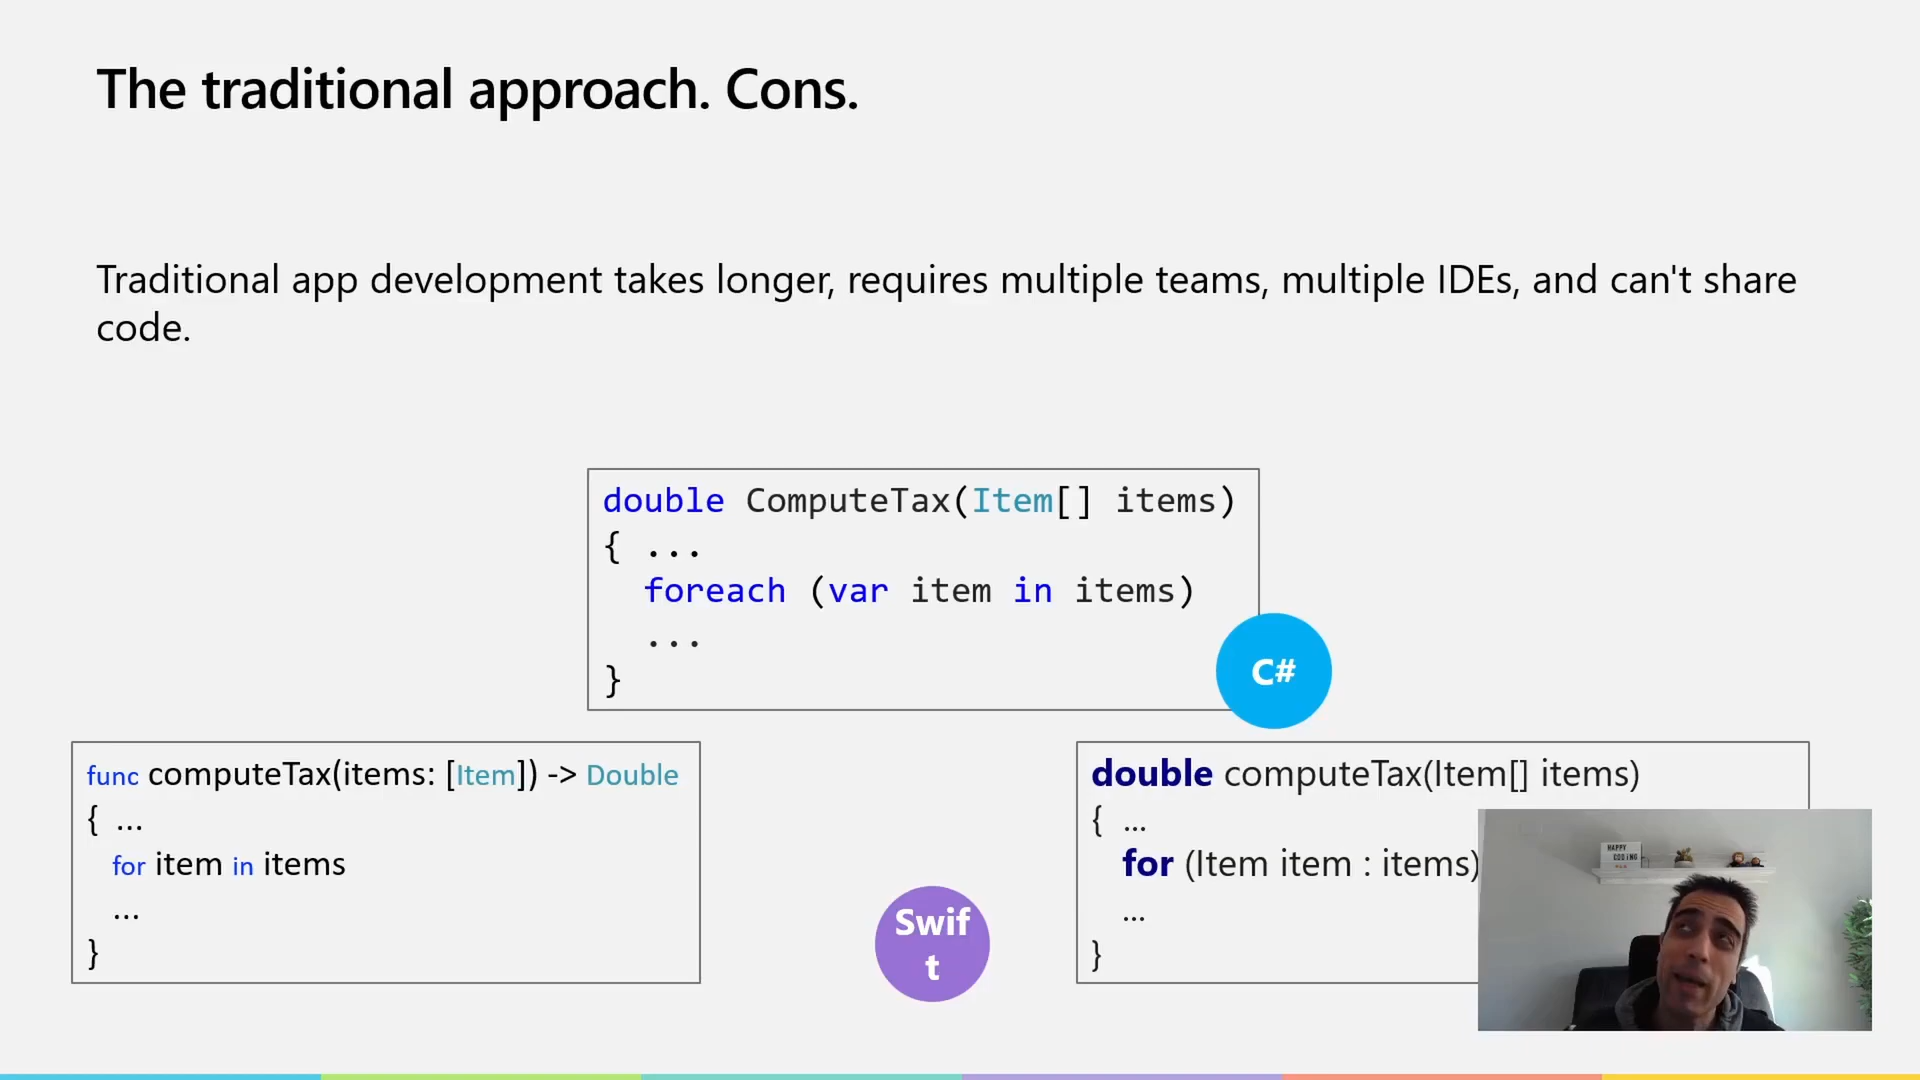 The traditional approach. Cons.
Traditional app development takes longer, requires multiple teams, multiple IDEs, and can't share
code.
double ComputeTax(Item[] items)
{ ...
foreach (var item in items)
...
}
C#
func computeTax(items: [Item]) -> Double
{ ...
for item in items
...
}
Swif
t
double computeTax(Item[] items)
{ ...
for (Item item : items)
...
}
HAPPY
CODING